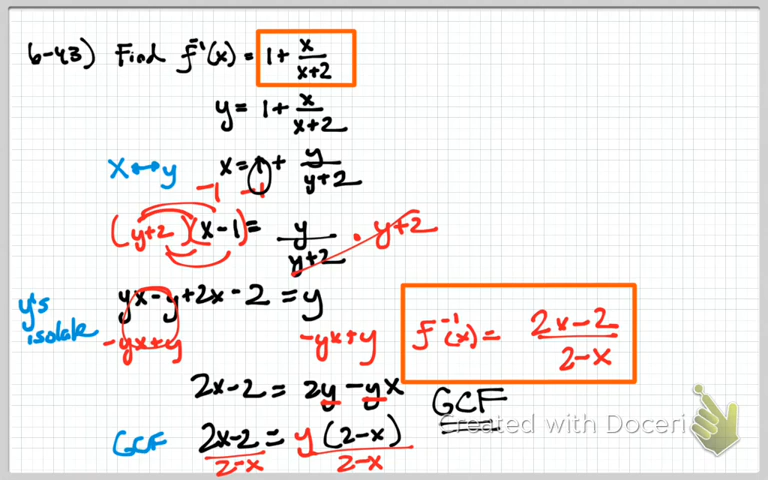 6-43) Find f⁻¹(x) = 1 + x/(x+2)
y = 1 + x/(x+2)
x ↔ y x = 1 + y/(y+2)
-1 -1
(y+2)(x-1) = y/(y+2) · y+2
yx - y + 2x - 2 = y
y's isolate
-yx+y -yx+y
f⁻¹(x) = (2x-2)/(2-x)
2x-2 = 2y - yx
GCF
GCF 2x-2 = y(2-x)
2-x 2-x
Created with Doceri